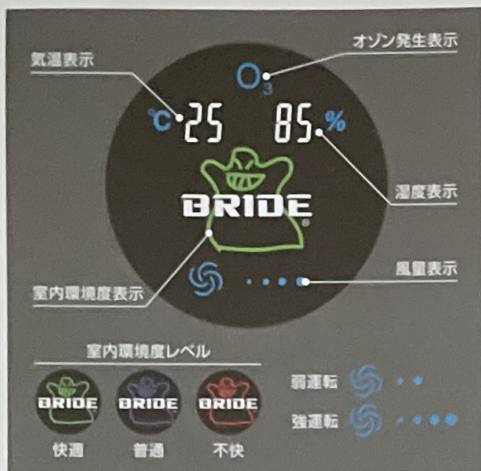 オゾン発生表示
気温表示
O₃
℃ 25 85 %
BRIDE®
湿度表示
風量表示
室内環境度表示
室内環境度レベル
BRIDE BRIDE BRIDE
快適 普通 不快
弱運転
強運転